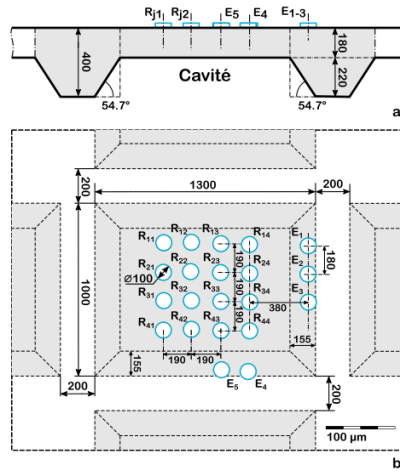 Rj1 Rj2 E5 E4 E1-3
400
180
220
Cavité
54.7°
54.7°
a
200
1300
200
R11 R12 R13 R14 E1
190
180
R21 R22 R23 R24 E2
Ø100
1000
190
R31 R32 R33 R34 E3
380
190
R41 R42 R43 R44
155
190 190
155
E5 E4
200
200
100 µm
b